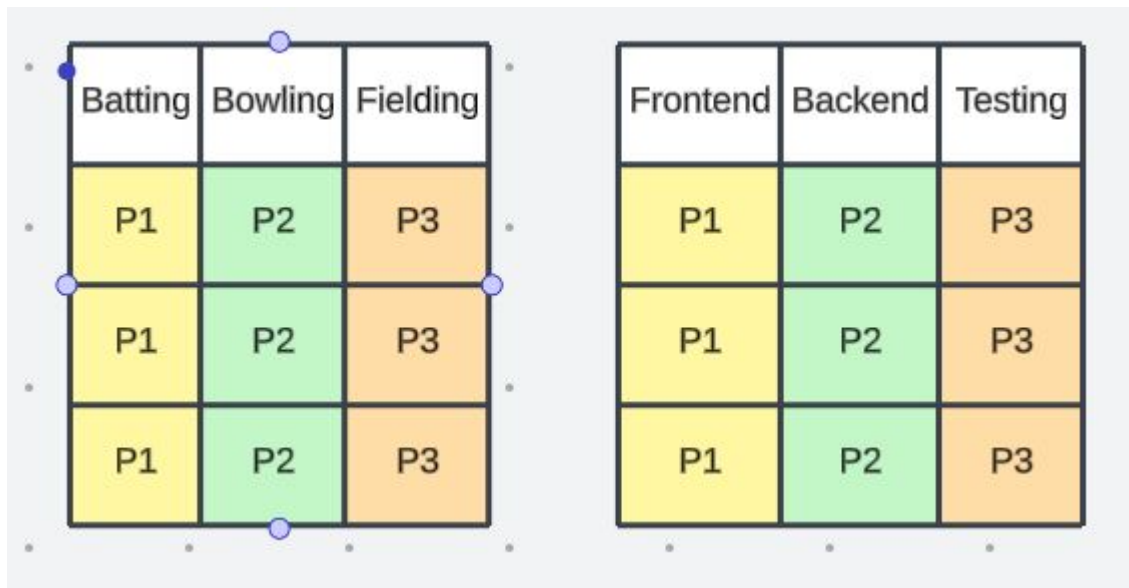 Batting Bowling Fielding
P1 P2 P3
P1 P2 P3
P1 P2 P3
Frontend Backend Testing
P1 P2 P3
P1 P2 P3
P1 P2 P3